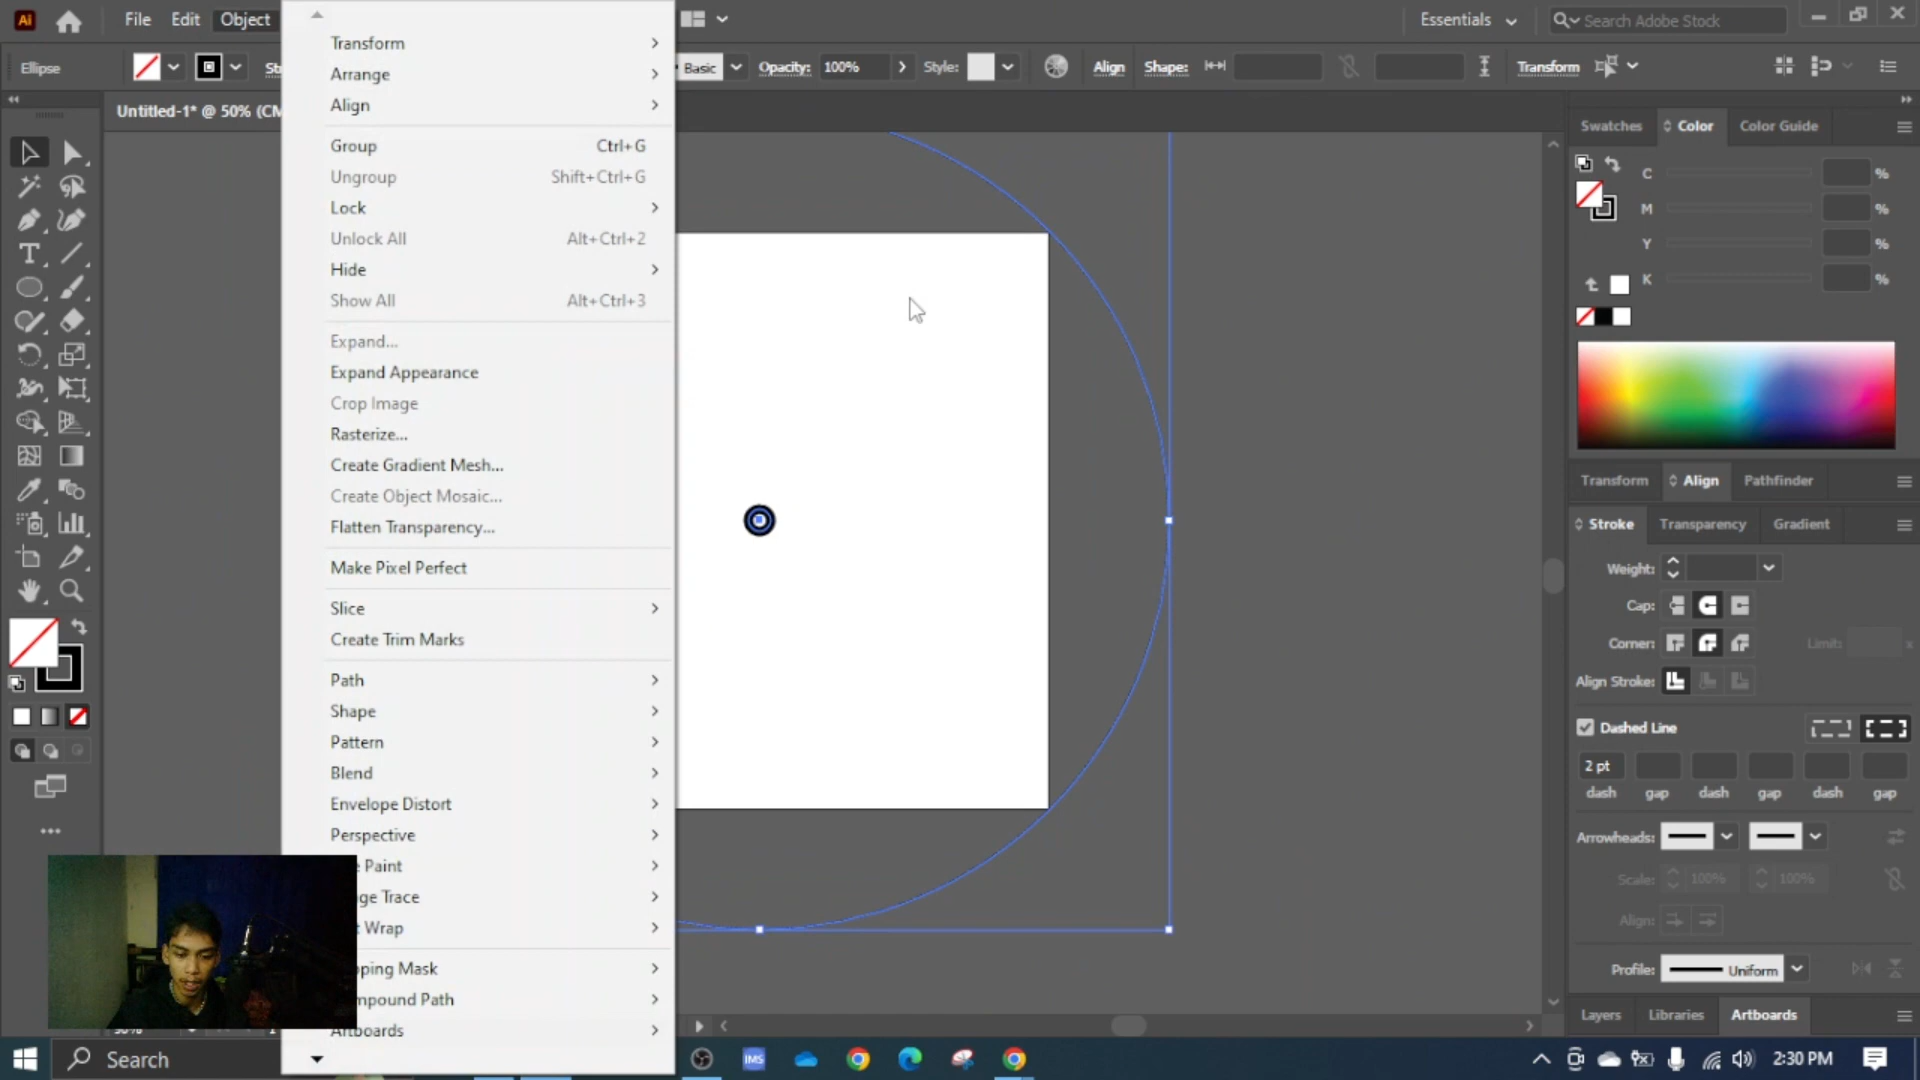 Ai File Edit Object Essentials Search Adobe Stock
Ellipse Basic Opacity: 100% Style: Align Shape: Transform
Untitled-1* @ 50% (CM
Transform
Arrange
Align
Group Ctrl+G
Ungroup Shift+Ctrl+G
Lock
Unlock All Alt+Ctrl+2
Hide
Show All Alt+Ctrl+3
Expand...
Expand Appearance
Crop Image
Rasterize...
Create Gradient Mesh...
Create Object Mosaic...
Flatten Transparency...
Make Pixel Perfect
Slice
Create Trim Marks
Path
Shape
Pattern
Blend
Envelope Distort
Perspective
Paint
Trace
Wrap
Mask
Path
Artboards
Swatches Color Color Guide
C %
M %
Y %
K %
Transform Align Pathfinder
Stroke Transparency Gradient
Weight:
Cap:
Corner: Limit: x
Align Stroke:
Dashed Line
2 pt
dash gap dash gap dash gap
Arrowheads:
Scale: 100% 100%
Align:
Profile: Uniform
Layers Libraries Artboards
Search IMS 2:30 PM